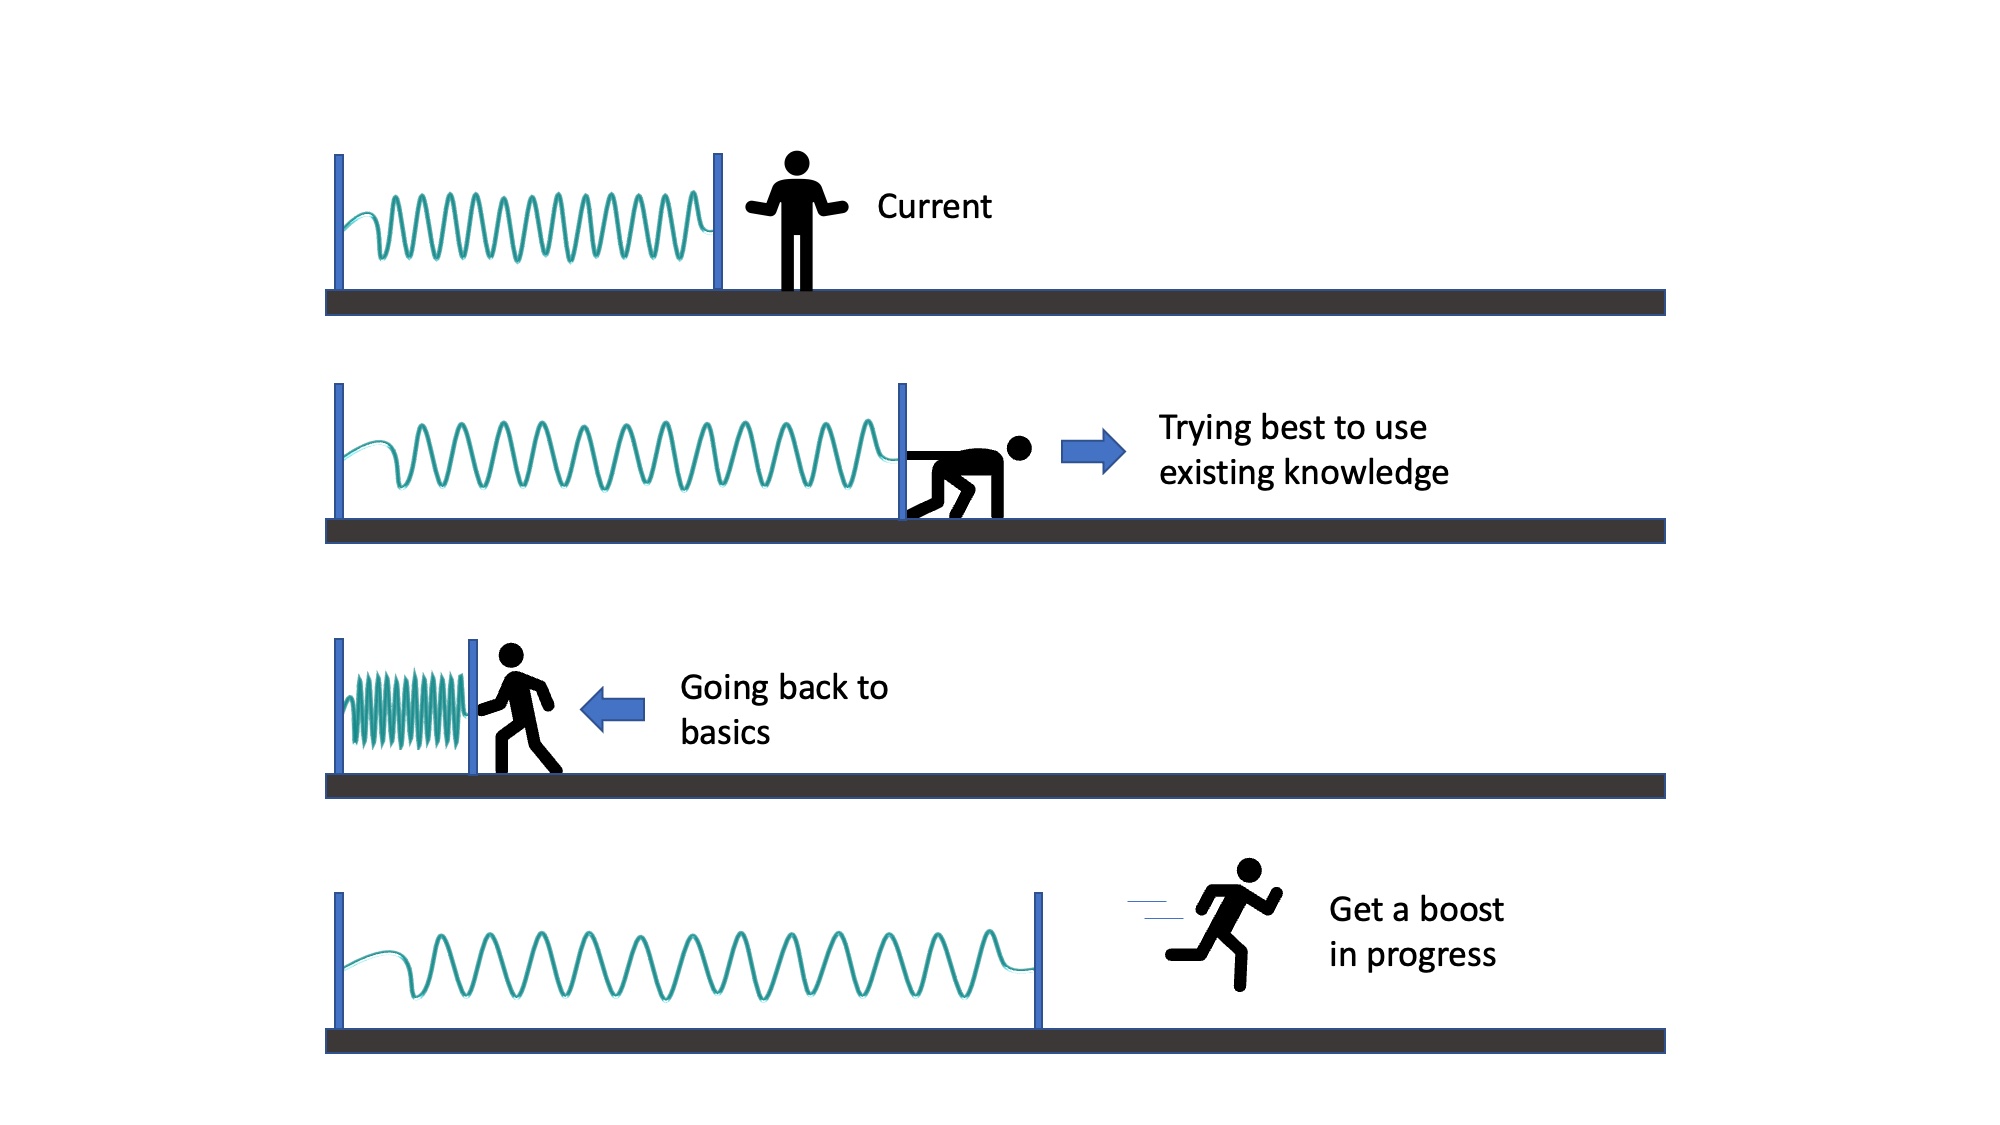 Current
Trying best to use
existing knowledge
Going back to
basics
Get a boost
in progress